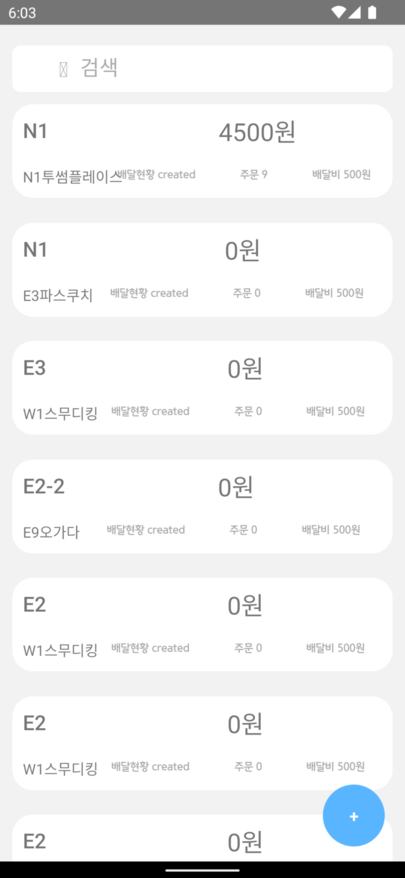 6:03
검색
N1 4500원
N1투썸플레이스 배달현황 created 주문 9 배달비 500원
N1 0원
E3파스쿠치 배달현황 created 주문 0 배달비 500원
E3 0원
W1스무디킹 배달현황 created 주문 0 배달비 500원
E2-2 0원
E9오가다 배달현황 created 주문 0 배달비 500원
E2 0원
W1스무디킹 배달현황 created 주문 0 배달비 500원
E2 0원
W1스무디킹 배달현황 created 주문 0 배달비 500원
+
E2 0원